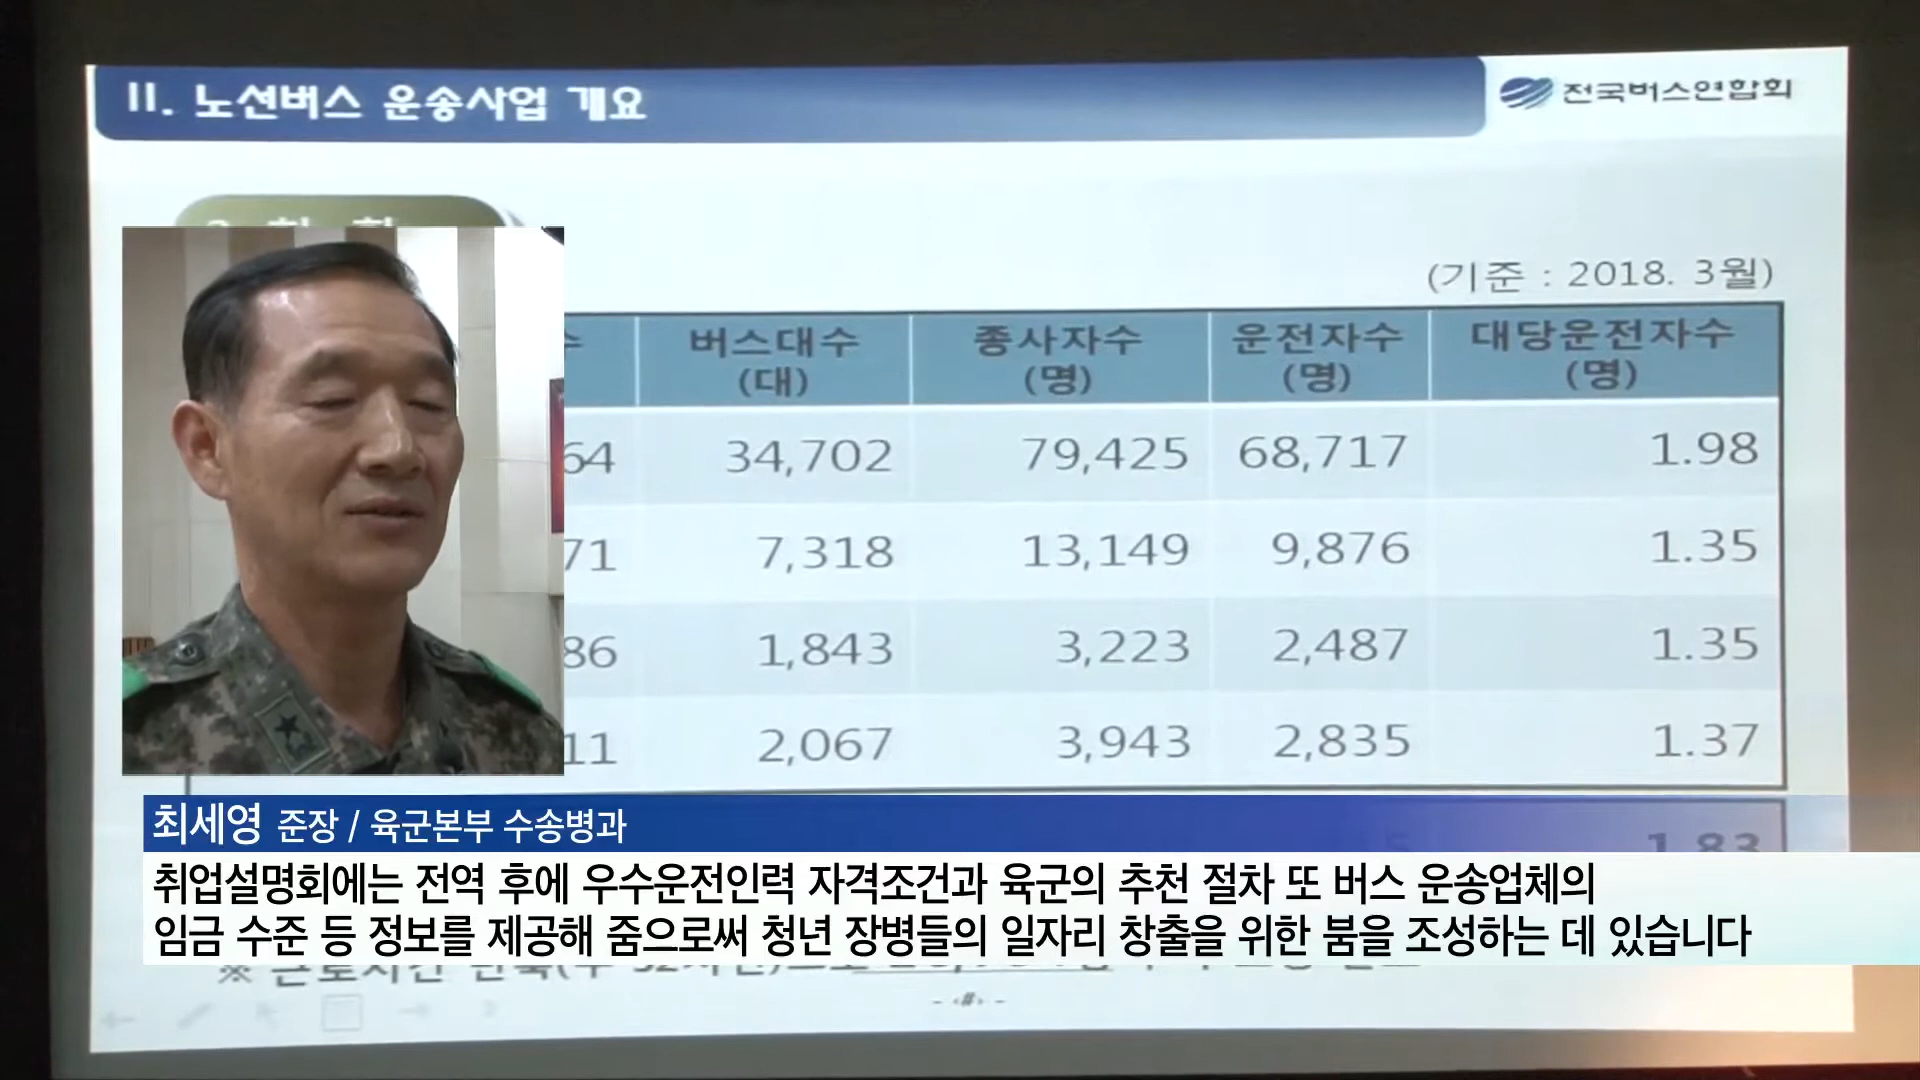 II. 노선버스 운송사업 개요
전국버스연합회
(기준 : 2018. 3월)
버스대수 종사자수 운전자수 대당운전자수
(대) (명) (명) (명)
64 34,702 79,425 68,717 1.98
71 7,318 13,149 9,876 1.35
86 1,843 3,223 2,487 1.35
11 2,067 3,943 2,835 1.37
1.83
최세영 준장 / 육군본부 수송병과
취업설명회에는 전역 후에 우수운전인력 자격조건과 육군의 추천 절차 또 버스 운송업체의
임금 수준 등 정보를 제공해 줌으로써 청년 장병들의 일자리 창출을 위한 붐을 조성하는 데 있습니다
- ‹#› -